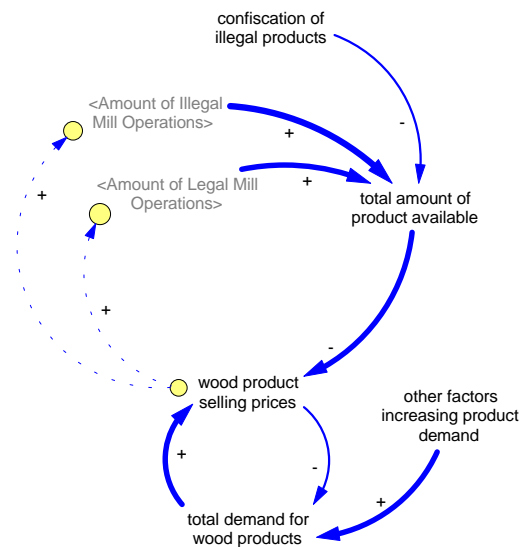 confiscation of
illegal products
-
<Amount of Illegal
Mill Operations>
+
+
<Amount of Legal Mill
Operations>
+
total amount of
product available
+
-
wood product
selling prices
other factors
increasing product
demand
+
-
+
total demand for
wood products